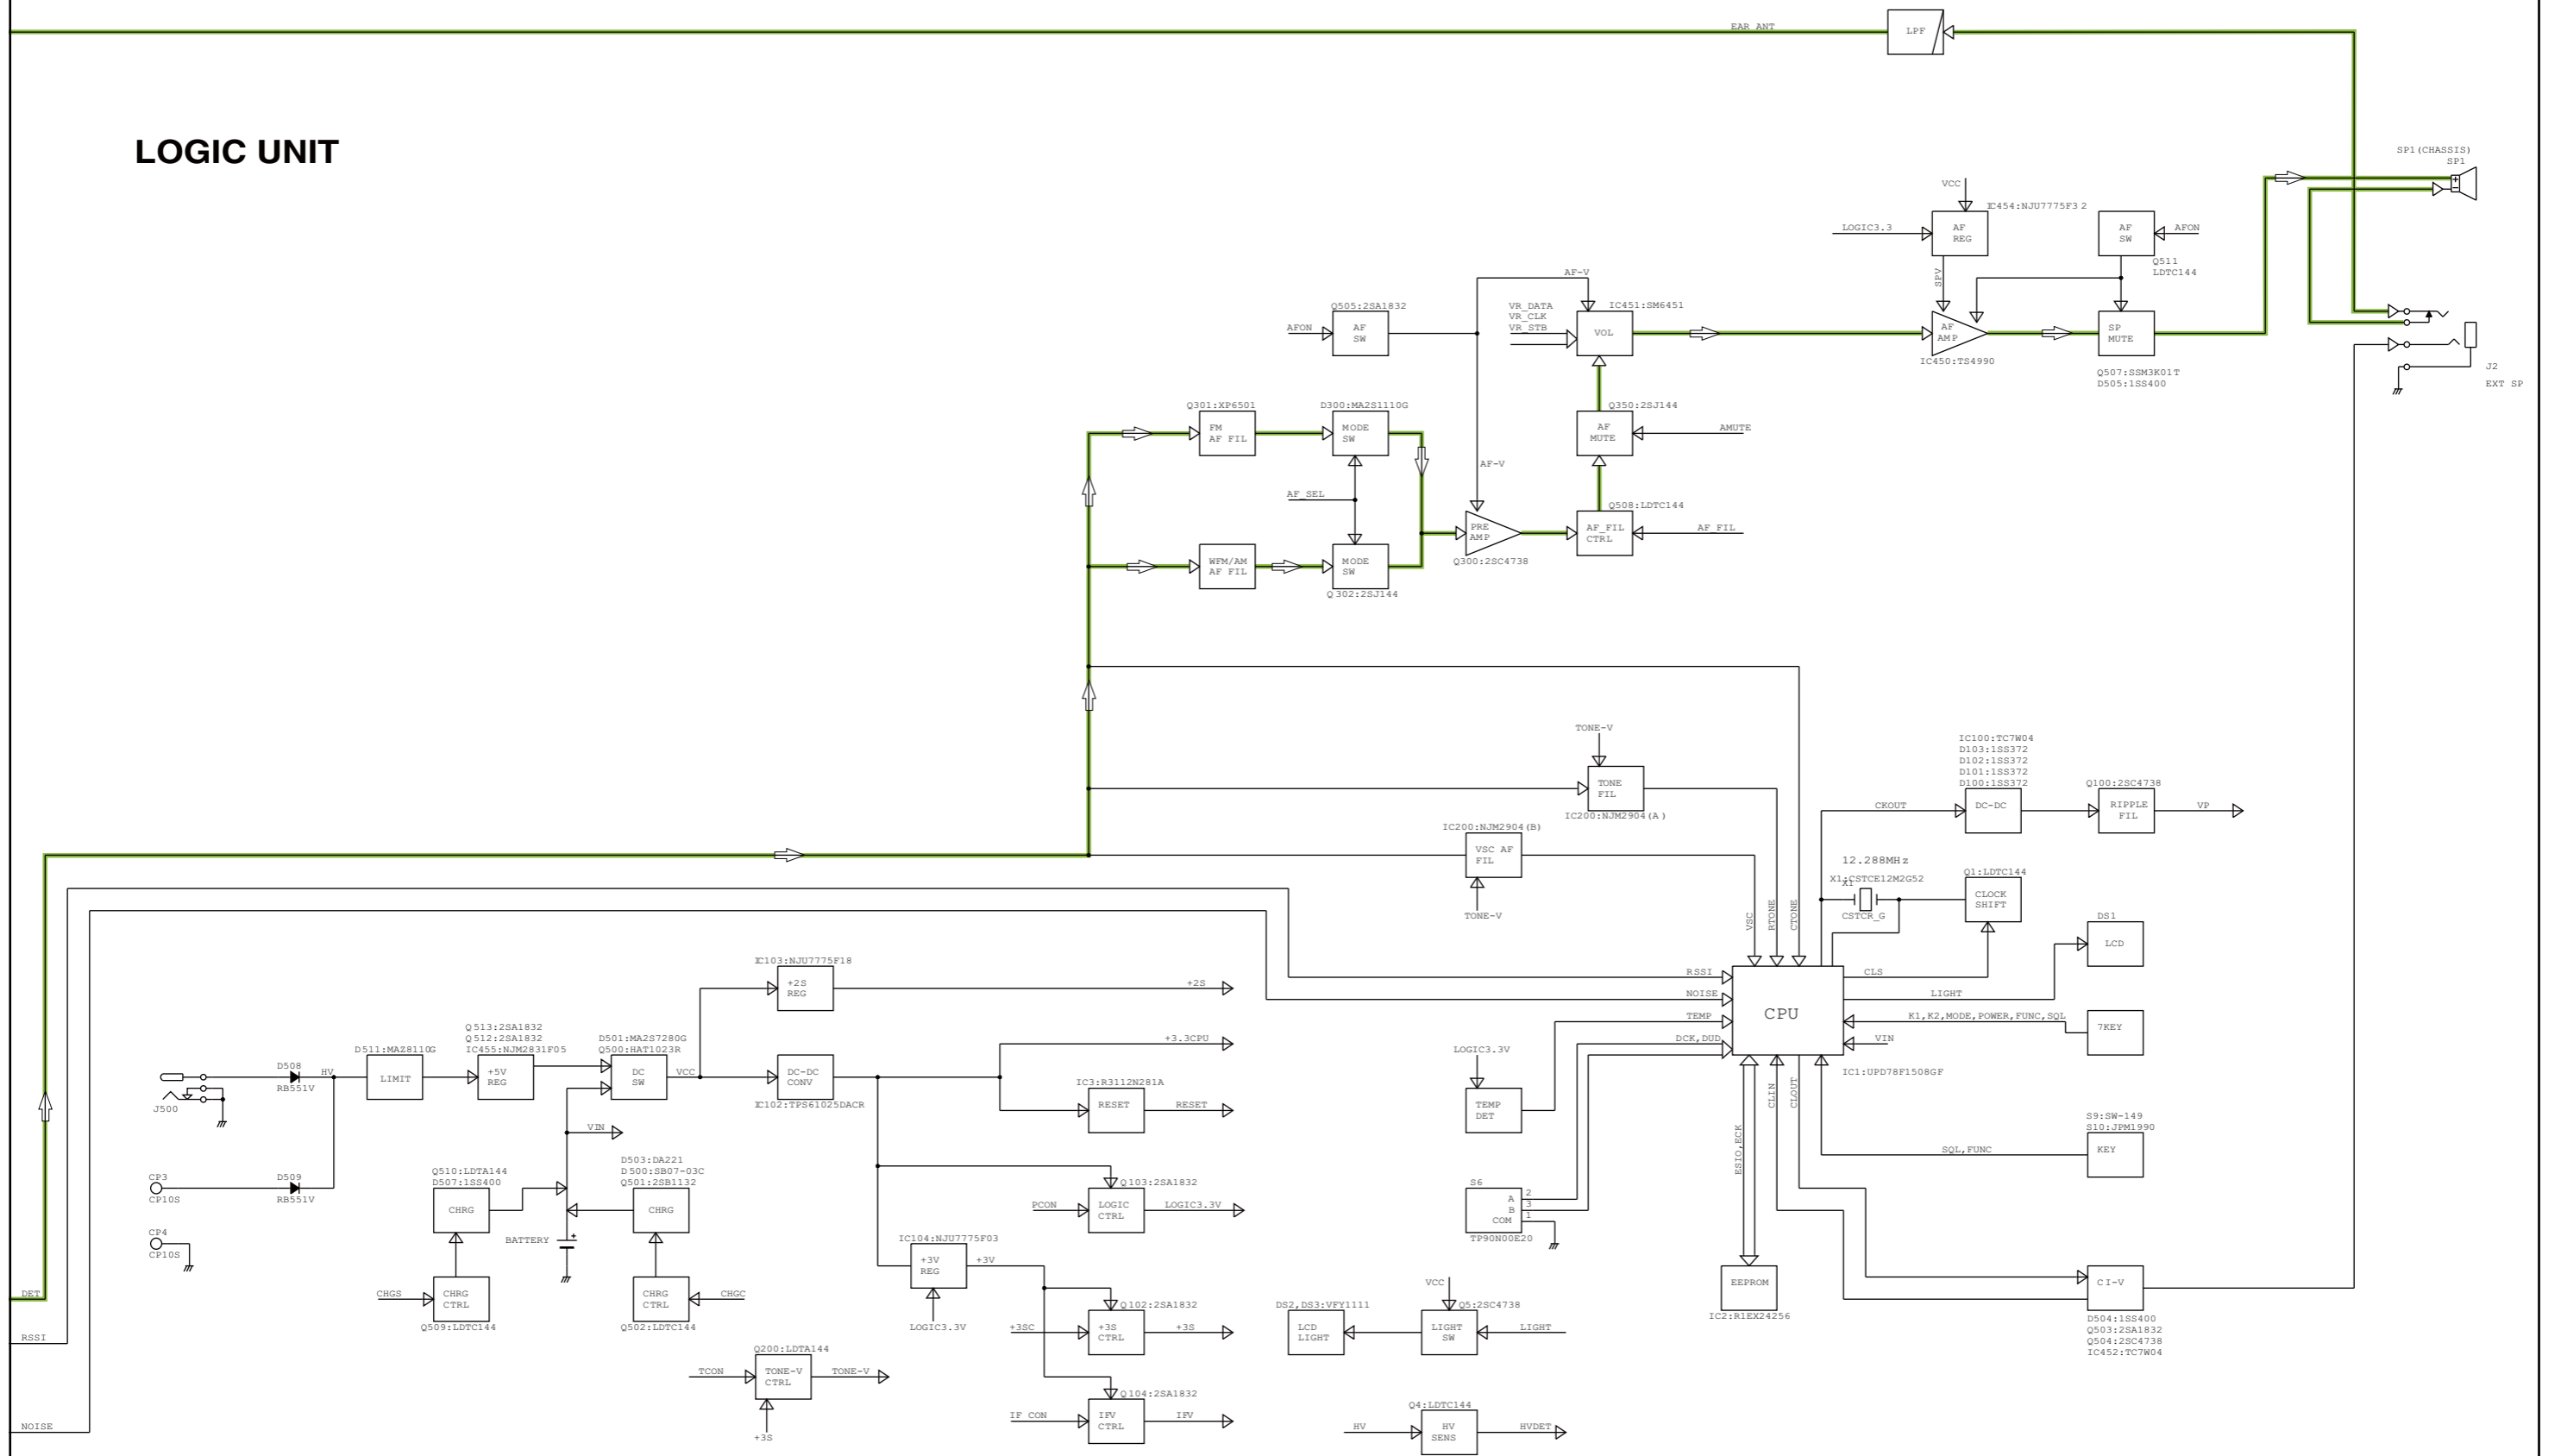 EAR ANT
LPF
LOGIC UNIT
SP1(CHASSIS)
SP1
VCC
IC454:NJU7775F32
LOGIC3.3
AF
REG
AF
SW
AFON
Q511
LDTC144
SPV
AF-V
Q505:2SA1832
VR_DATA
VR_CLK
VR_STB
IC451:SM6451
AFON
AF
SW
VOL
AF
AMP
SP
MUTE
IC450:TS4990
Q507:SSM3K01T
D505:1SS400
J2
EXT SP
Q301:XP6501
D300:MA2S1110G
Q350:2SJ144
FM
AF FIL
MODE
SW
AF
MUTE
AMUTE
AF-V
AF_SEL
Q508:LDTC144
PRE
AMP
AF_FIL
CTRL
AF_FIL
WFM/AM
AF FIL
MODE
SW
Q300:2SC4738
Q302:2SJ144
TONE-V
TONE
FIL
IC200:NJM2904(A)
IC100:TC7W04
D103:1SS372
D102:1SS372
D101:1SS372
D100:1SS372
Q100:2SC4738
CKOUT
DC-DC
RIPPLE
FIL
VP
IC200:NJM2904(B)
VSC AF
FIL
TONE-V
12.288MHz
X1:CSTCE12M2G52
X1
CSTCR_G
Q1:LDTC144
CLOCK
SHIFT
VSC
RTONE
CTONE
DS1
LCD
IC103:NJU7775F18
+2S
REG
+2S
RSSI
CLS
NOISE
LIGHT
TEMP
CPU
K1,K2,MODE,POWER,FUNC,SQL
7KEY
DCK,DUD
VIN
IC1:UPD78F1508GF
Q513:2SA1832
Q512:2SA1832
IC455:NJM2831F05
D501:MA2S7280G
Q500:HAT1023R
D511:MAZ8110G
+3.3CPU
LOGIC3.3V
D508
RB551V
HV
LIMIT
+5V
REG
DC
SW
VCC
DC-DC
CONV
IC102:TPS61025DACR
IC3:R3112N281A
RESET
RESET
J500
TEMP
DET
CLIN
CLOUT
VIN
S9:SW-149
S10:JPM1990
ESIO,ECK
SQL,FUNC
KEY
CP3
CP10S
D509
RB551V
Q510:LDTA144
D507:1SS400
D503:DA221
D500:SB07-03C
Q501:2SB1132
CHRG
CHRG
Q103:2SA1832
PCON
LOGIC
CTRL
LOGIC3.3V
S6
A
B
COM
2
3
1
TP90N00E20
CP4
CP10S
BATTERY
+
IC104:NJU7775F03
+3V
REG
+3V
EEPROM
IC2:R1EX24256
CI-V
D504:1SS400
Q503:2SA1832
Q504:2SC4738
IC452:TC7W04
DET
CHGS
CHRG
CTRL
Q509:LDTC144
CHRG
CTRL
CHGC
Q502:LDTC144
LOGIC3.3V
Q102:2SA1832
+3SC
+3S
CTRL
+3S
VCC
DS2,DS3:VFY1111
Q5:2SC4738
LCD
LIGHT
LIGHT
SW
LIGHT
RSSI
Q200:LDTA144
TCON
TONE-V
CTRL
TONE-V
+3S
Q104:2SA1832
IF CON
IFV
CTRL
IFV
Q4:LDTC144
HV
HV
SENS
HVDET
NOISE